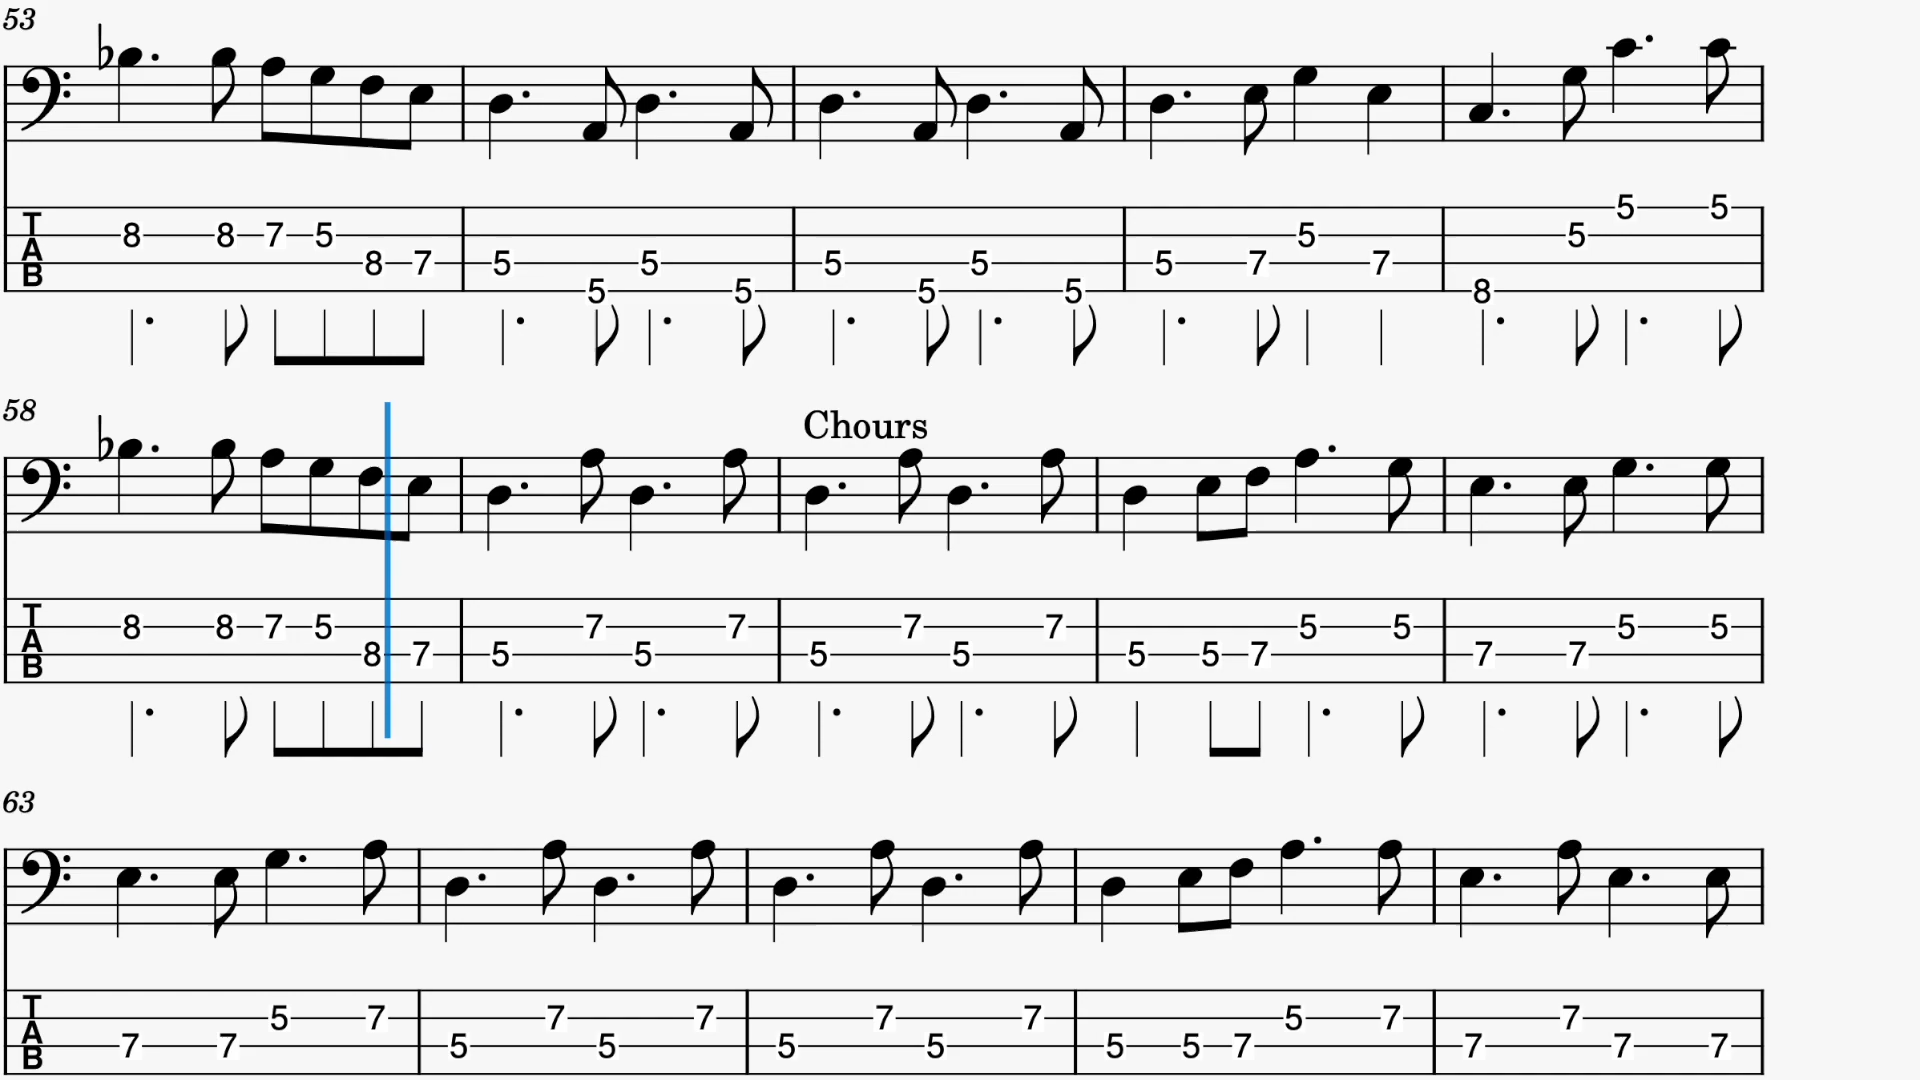 53
T 8 8 7 5 5 5 5 5
A 8 7 5 5 5 5 5 7 7
B 5 5 5 5 8
58
Chours
T 8 8 7 5 7 7 7 7 5 5 5 5
A 8 7 5 5 5 5 5 5 7 7 7
B
63
T 5 7 7 7 7 7 5 7 7
A 7 7 5 5 5 5 5 5 7 7 7 7
B